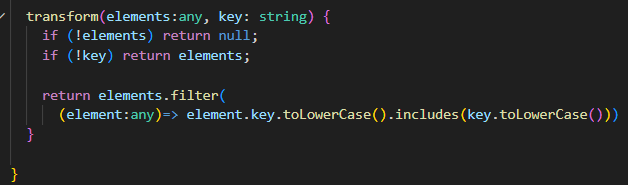 transform(elements:any, key: string) {
if (!elements) return null;
if (!key) return elements;
return elements.filter(
(element:any)=> element.key.toLowerCase().includes(key.toLowerCase()))
}
}